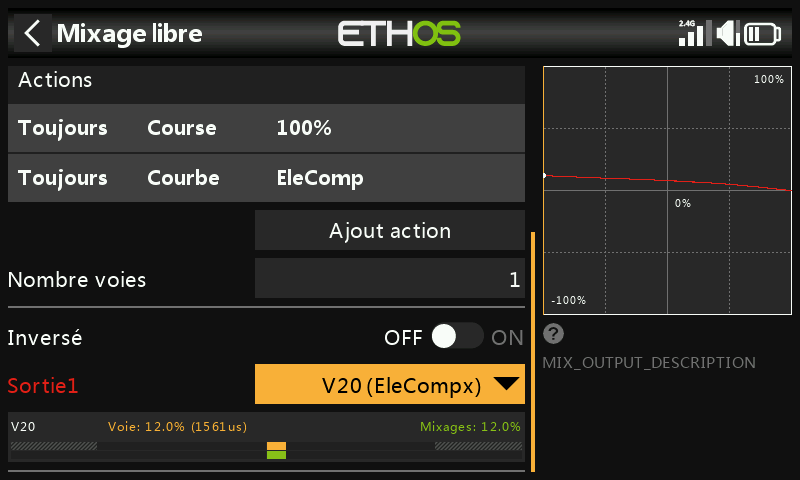 Mixage libre
ETHOS
2.4G
Actions
Toujours Course 100%
Toujours Courbe EleComp
Ajout action
Nombre voies 1
Inversé OFF ON
Sortie1 V20 (EleCompx)
V20 Voie: 12.0% (1561us) Mixages: 12.0%
100%
0%
-100%
?
MIX_OUTPUT_DESCRIPTION